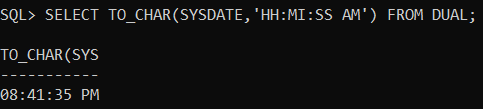 SQL> SELECT TO_CHAR(SYSDATE,'HH:MI:SS AM') FROM DUAL;
TO_CHAR(SYS
-----------
08:41:35 PM